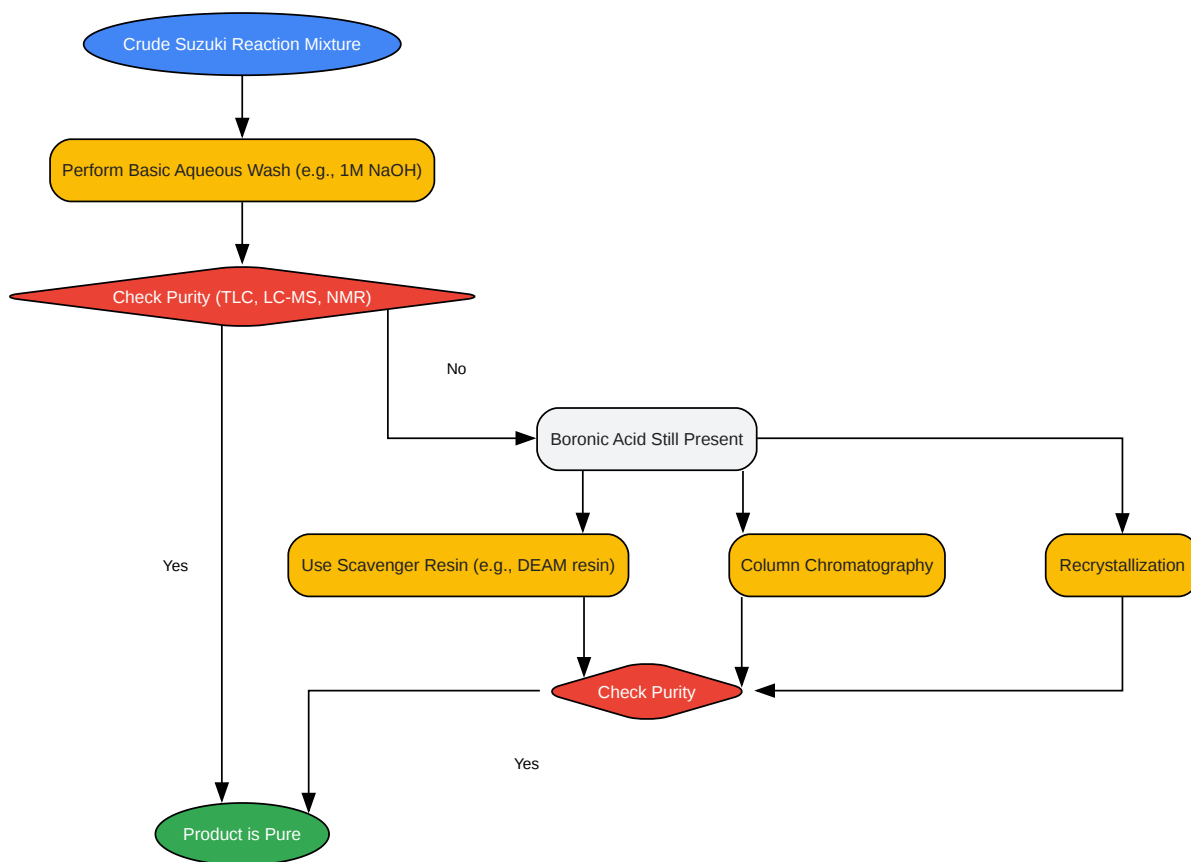 Crude Suzuki Reaction Mixture
Perform Basic Aqueous Wash (e.g., 1M NaOH)
Check Purity (TLC, LC-MS, NMR)
No
Boronic Acid Still Present
Yes
Use Scavenger Resin (e.g., DEAM resin)
Column Chromatography
Recrystallization
Check Purity
Yes
Product is Pure